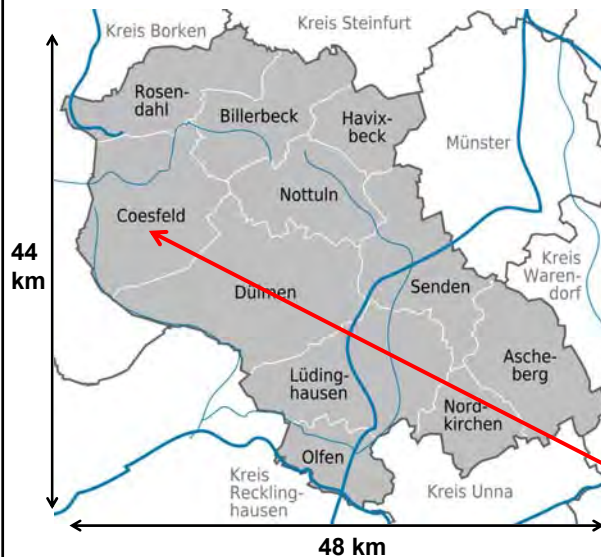 Kreis Steinfurt
Kreis Borken
Rosen-
dahl
Billerbeck
Havix-
beck
Münster
Nottuln
Coesfeld
44
km
Kreis
Waren-
dorf
Senden
Dülmen
Asche-
berg
Lüding-
hausen
Nord-
kirchen
Olfen
Kreis
Reckling-
hausen
Kreis Unna
48 km